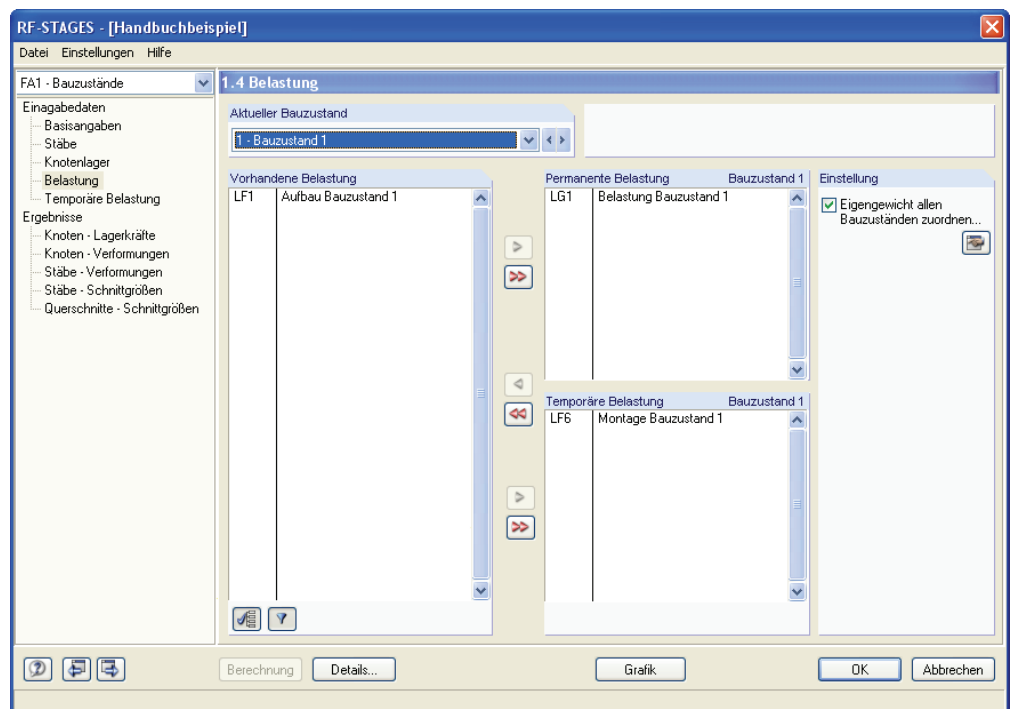 RF-STAGES - [Handbuchbeispiel]
Datei Einstellungen Hilfe
FA1 - Bauzustände
Einagabedaten
Basisangaben
Stäbe
Knotenlager
Belastung
Temporäre Belastung
Ergebnisse
Knoten - Lagerkräfte
Knoten - Verformungen
Stäbe - Verformungen
Stäbe - Schnittgrößen
Querschnitte - Schnittgrößen
1.4 Belastung
Aktueller Bauzustand
1 - Bauzustand 1
Vorhandene Belastung
LF1 Aufbau Bauzustand 1
Permanente Belastung Bauzustand 1
LG1 Belastung Bauzustand 1
Temporäre Belastung Bauzustand 1
LF6 Montage Bauzustand 1
Einstellung
Eigengewicht allen
Bauzuständen zuordnen...
Berechnung Details... Grafik OK Abbrechen